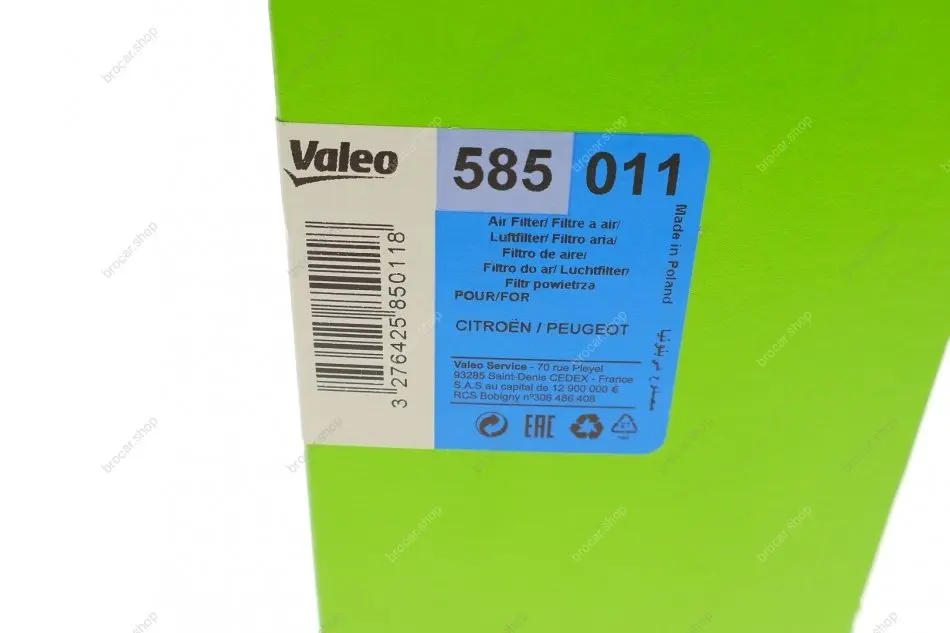 Valeo
585 011
Air Filter/ Filtre a air/
Luftfilter/ Filtro aria/
Filtro de aire/
Filtro do ar/ Luchtfilter/
Filtr powietrza
POUR/FOR
CITROËN / PEUGEOT
Valeo Service - 70 rue Pleyel
93285 Saint-Denis CEDEX - France
S.A.S au capital de 12 900 000 €
RCS Bobigny nº306 486 408
EAC
Made in Poland
3 276425 850118
brocar.shop